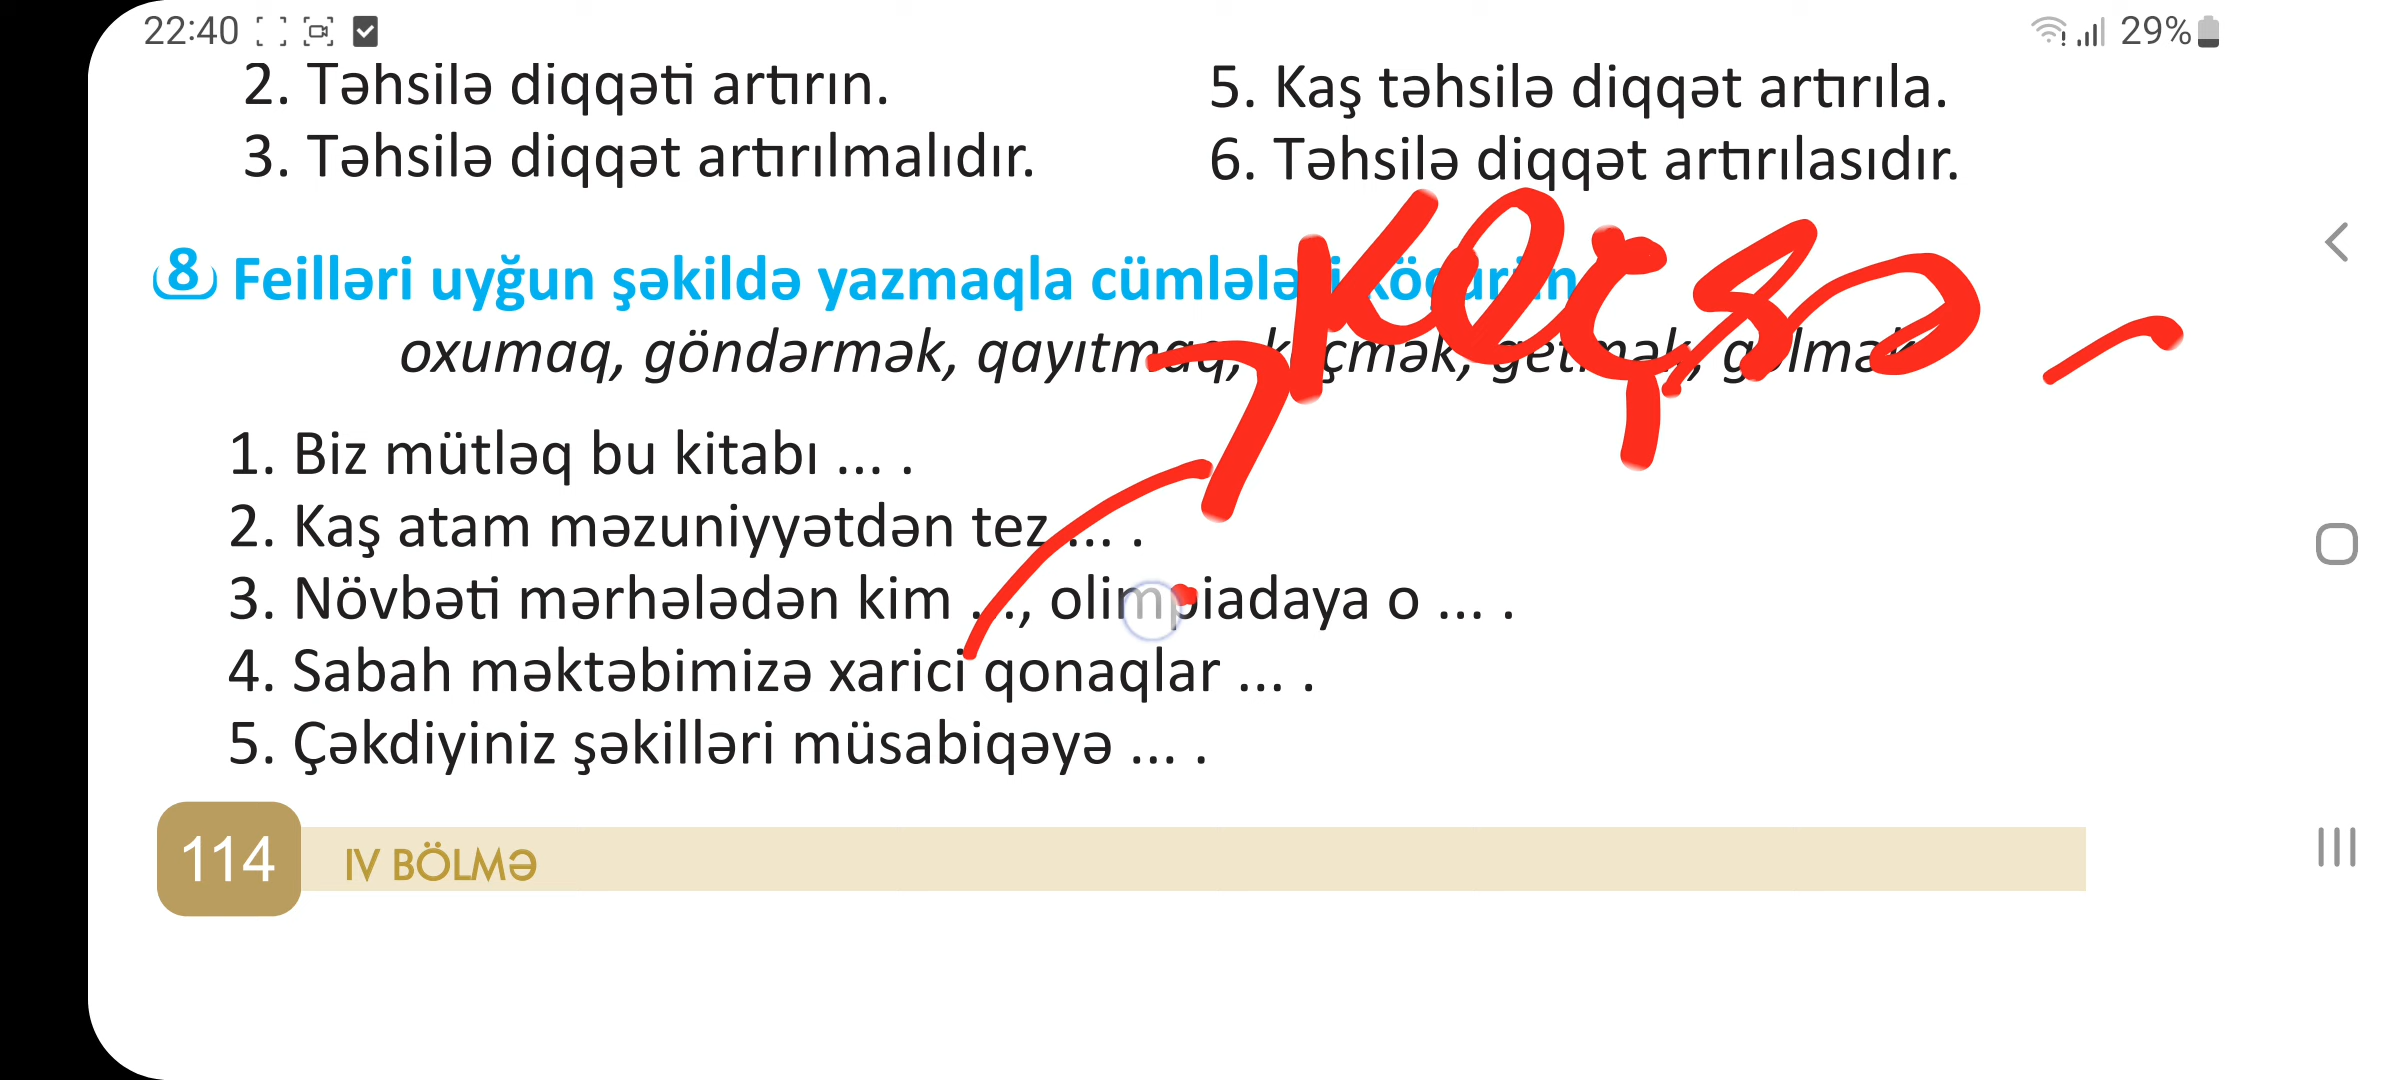 22:40 29%
2. Təhsilə diqqəti artırın.
5. Kaş təhsilə diqqət artırıla.
3. Təhsilə diqqət artırılmalıdır.
6. Təhsilə diqqət artırılasıdır.
keçsə
8 Feilləri uyğun şəkildə yazmaqla cümlələri köçürün
oxumaq, göndərmək, qayıtmaq, keçmək, getmək, gəlmək
1. Biz mütləq bu kitabı ... .
2. Kaş atam məzuniyyətdən tez ... .
3. Növbəti mərhələdən kim ..., olimpiadaya o ... .
4. Sabah məktəbimizə xarici qonaqlar ... .
5. Çəkdiyiniz şəkilləri müsabiqəyə ... .
114 IV BÖLMƏ